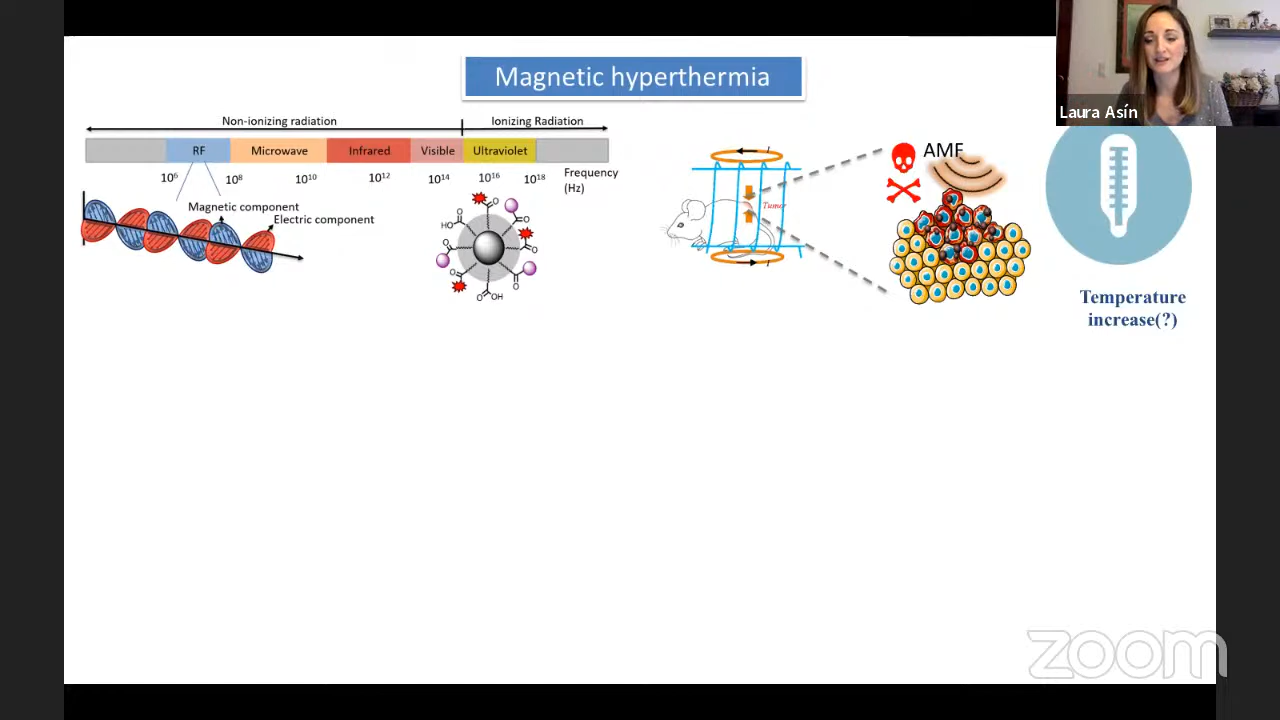 Magnetic hyperthermia
Laura Asín
Non-ionizing radiation
Ionizing Radiation
RF Microwave Infrared Visible Ultraviolet
10⁶ 10⁸ 10¹⁰ 10¹² 10¹⁴ 10¹⁶ 10¹⁸ Frequency
(Hz)
Magnetic component
Electric component
O
O
HO
O
O
O
O
O
OH
Tumor
AMF
Temperature
increase(?)
zoom